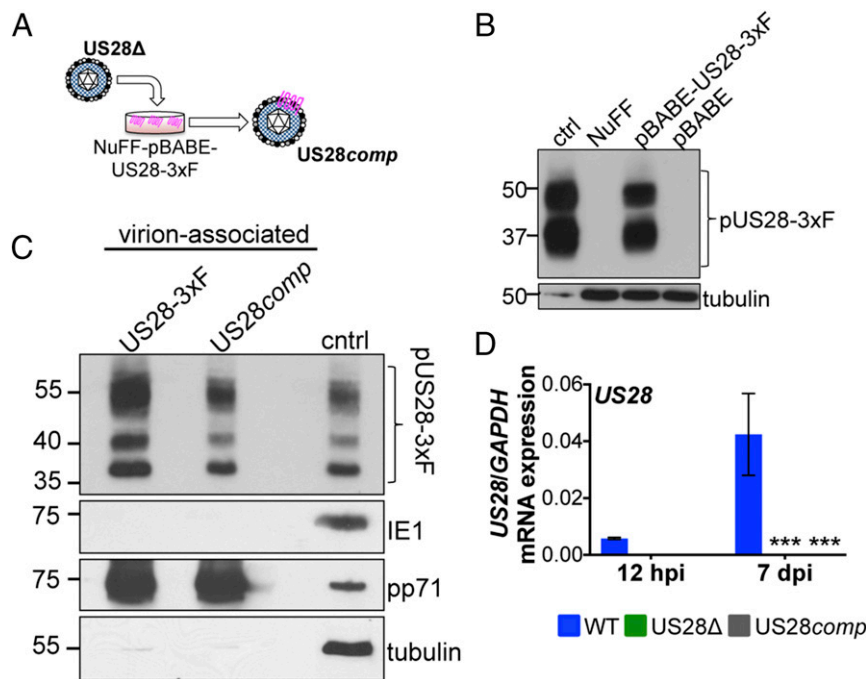 A
US28Δ
NuFF-pBABE-
US28-3xF
US28comp
B
ctrl
NuFF
pBABE-US28-3xF
pBABE
50
37
pUS28-3xF
50
tubulin
C
virion-associated
US28-3xF
US28comp
cntrl
55
40
35
pUS28-3xF
75
IE1
75
pp71
55
tubulin
D
US28
US28/GAPDH
mRNA expression
0.06
0.04
0.02
0.00
*** ***
12 hpi
7 dpi
WT
US28Δ
US28comp